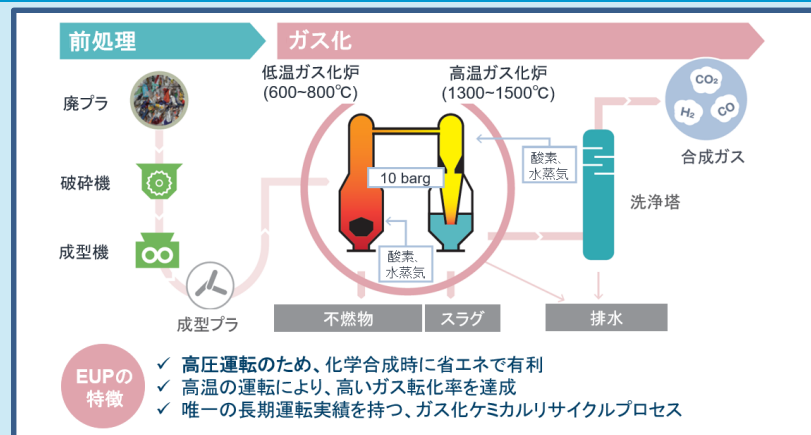 前処理
ガス化
廃プラ
破砕機
成型機
成型プラ
低温ガス化炉
(600~800℃)
高温ガス化炉
(1300~1500℃)
10 barg
酸素、
水蒸気
酸素、
水蒸気
不燃物
スラグ
洗浄塔
排水
CO₂
H₂
CO
合成ガス
EUPの
特徴
✓ 高圧運転のため、化学合成時に省エネで有利
✓ 高温の運転により、高いガス転化率を達成
✓ 唯一の長期運転実績を持つ、ガス化ケミカルリサイクルプロセス